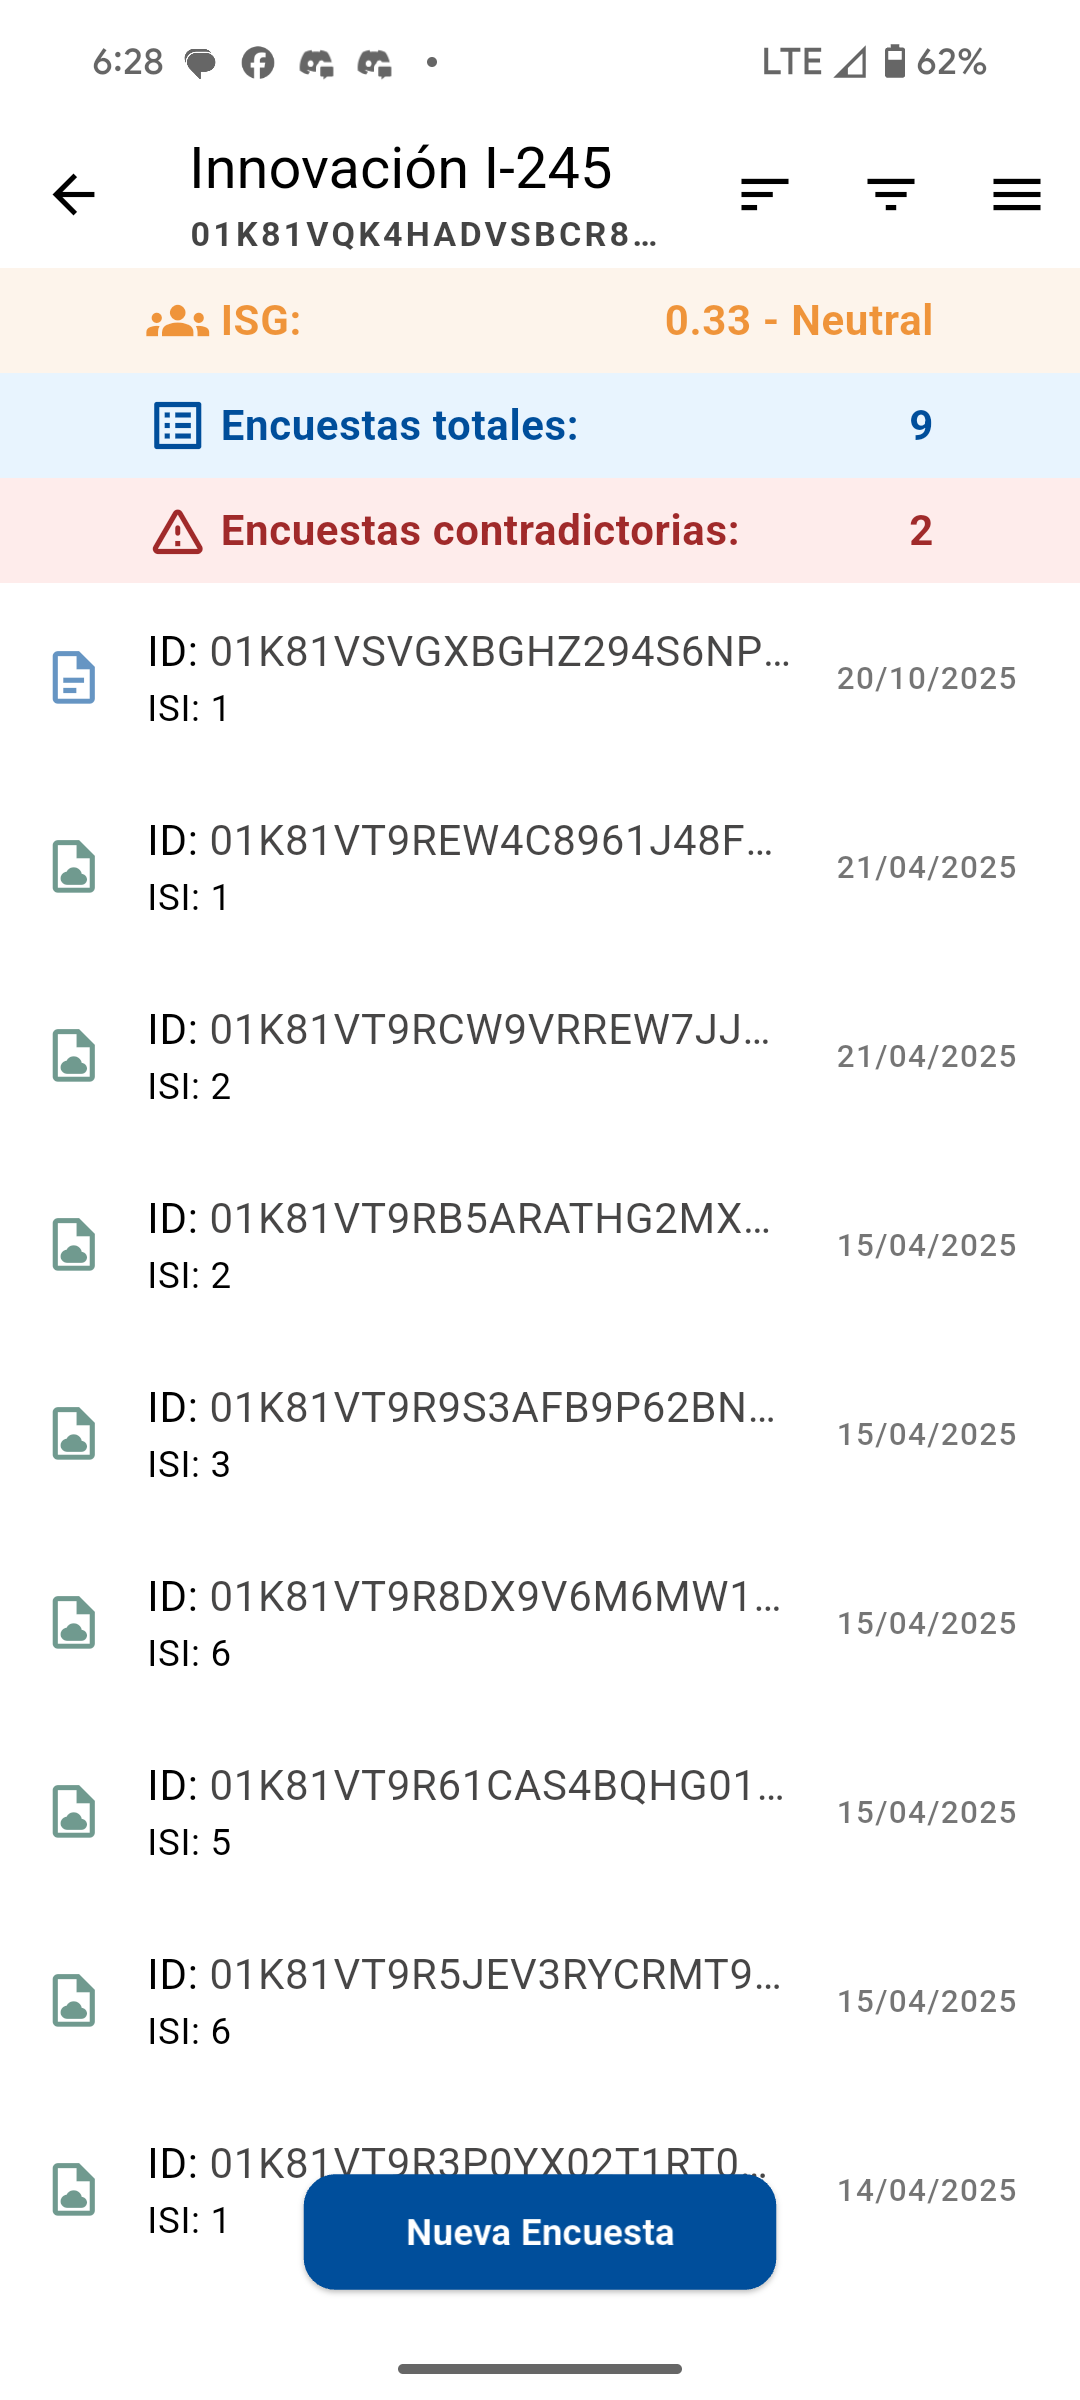 6:28 LTE 62%
Innovación I-245
01K81VQK4HADVSBCR8…
ISG: 0.33 - Neutral
Encuestas totales: 9
Encuestas contradictorias: 2
ID: 01K81VSVGXBGHZ294S6NP…
20/10/2025
ISI: 1
ID: 01K81VT9REW4C8961J48F…
21/04/2025
ISI: 1
ID: 01K81VT9RCW9VRREW7JJ…
21/04/2025
ISI: 2
ID: 01K81VT9RB5ARATHG2MX…
15/04/2025
ISI: 2
ID: 01K81VT9R9S3AFB9P62BN…
15/04/2025
ISI: 3
ID: 01K81VT9R8DX9V6M6MW1…
15/04/2025
ISI: 6
ID: 01K81VT9R61CAS4BQHG01…
15/04/2025
ISI: 5
ID: 01K81VT9R5JEV3RYCRMT9…
15/04/2025
ISI: 6
ID: 01K81VT9R3P0YX02T1RT0…
14/04/2025
ISI: 1
Nueva Encuesta